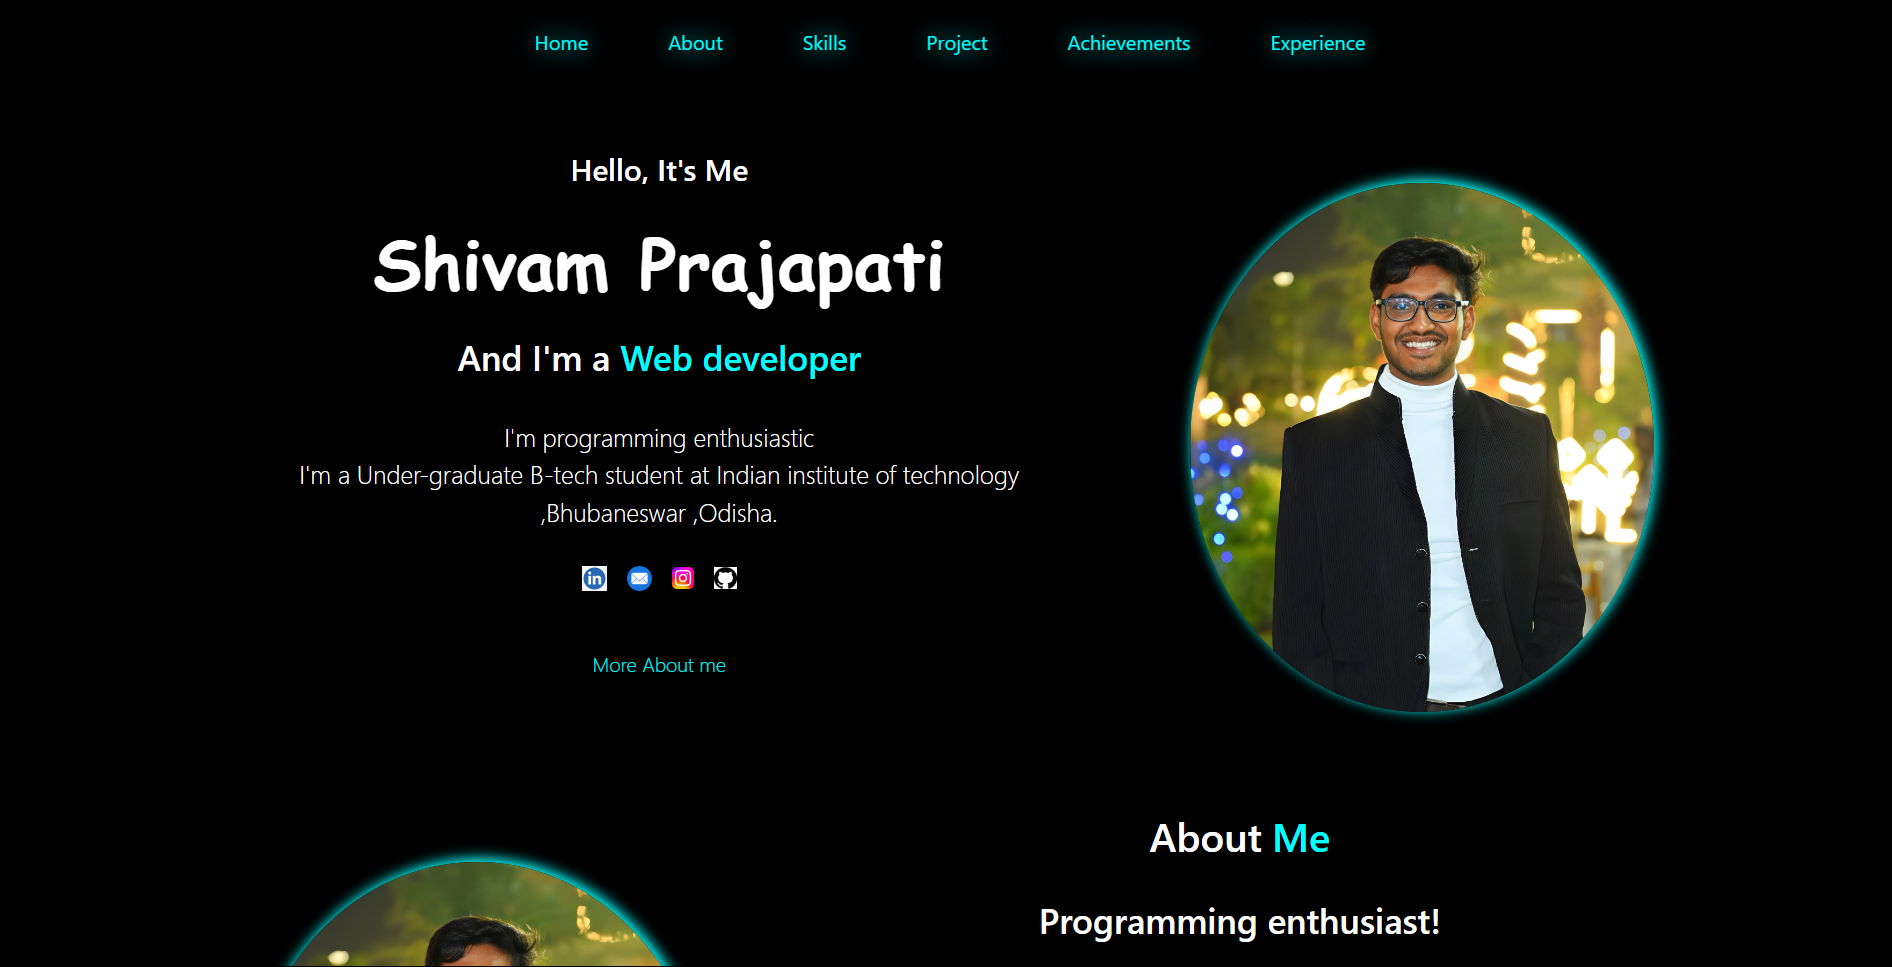 Home About Skills Project Achievements Experience
Hello, It's Me
Shivam Prajapati
And I'm a Web developer
I'm programming enthusiastic
I'm a Under-graduate B-tech student at Indian institute of technology
,Bhubaneswar ,Odisha.
in
More About me
About Me
Programming enthusiast!